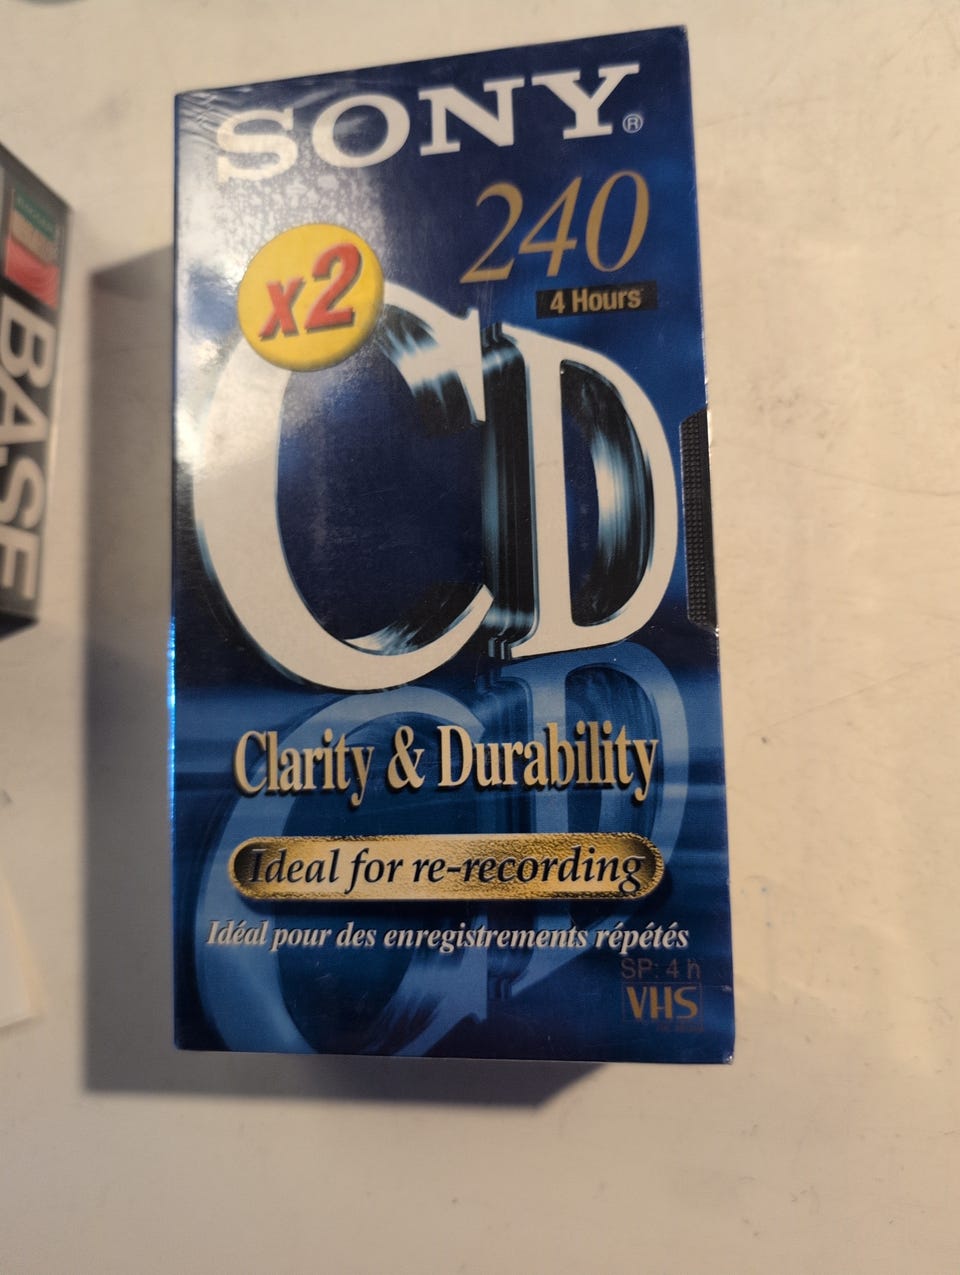 SONY®
240
4 Hours
x2
CD
Clarity & Durability
Ideal for re-recording
Idéal pour des enregistrements répétés
SP: 4 h
VHS
BASF